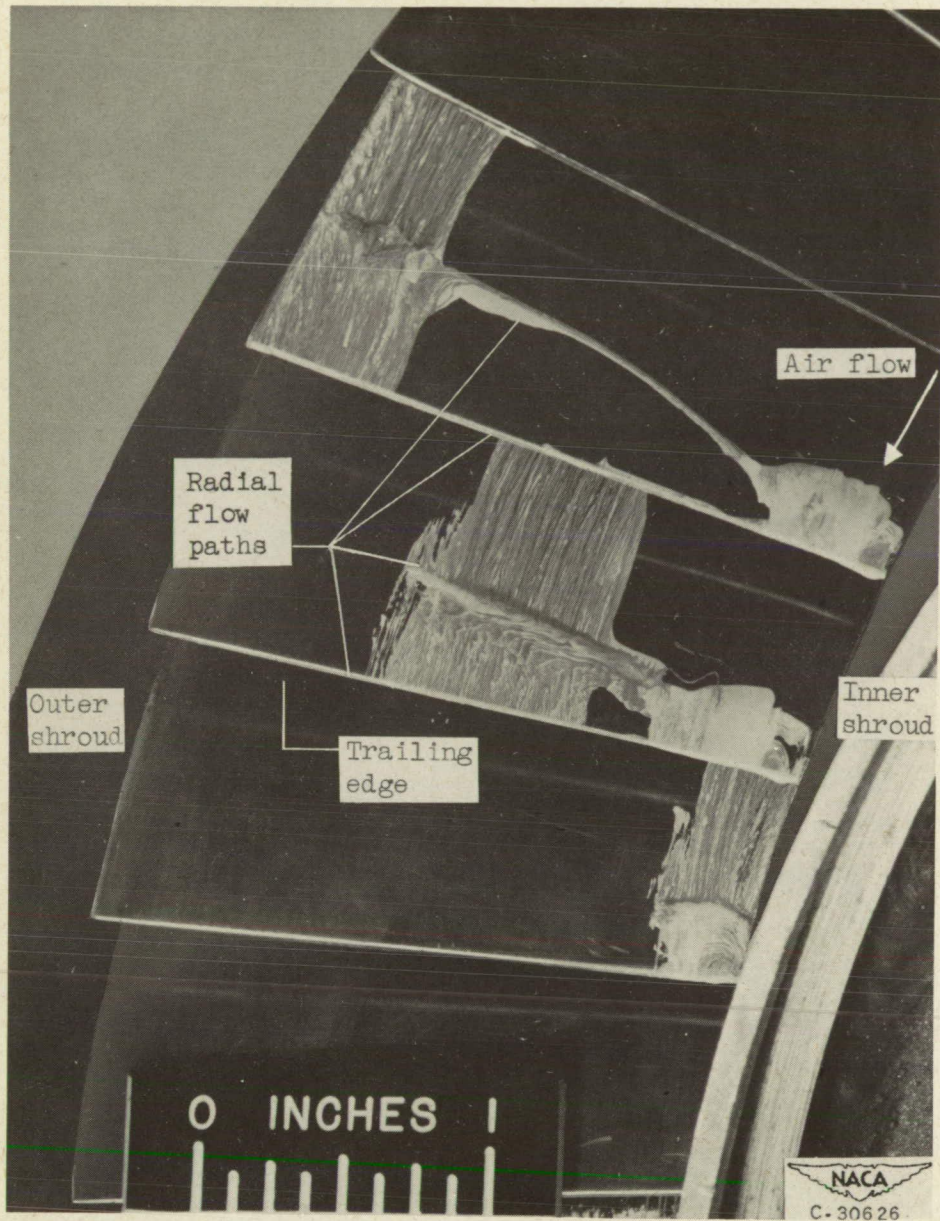 Air flow
Radial
flow
paths
Outer
shroud
Inner
shroud
Trailing
edge
0 INCHES 1
NACA
C-30626